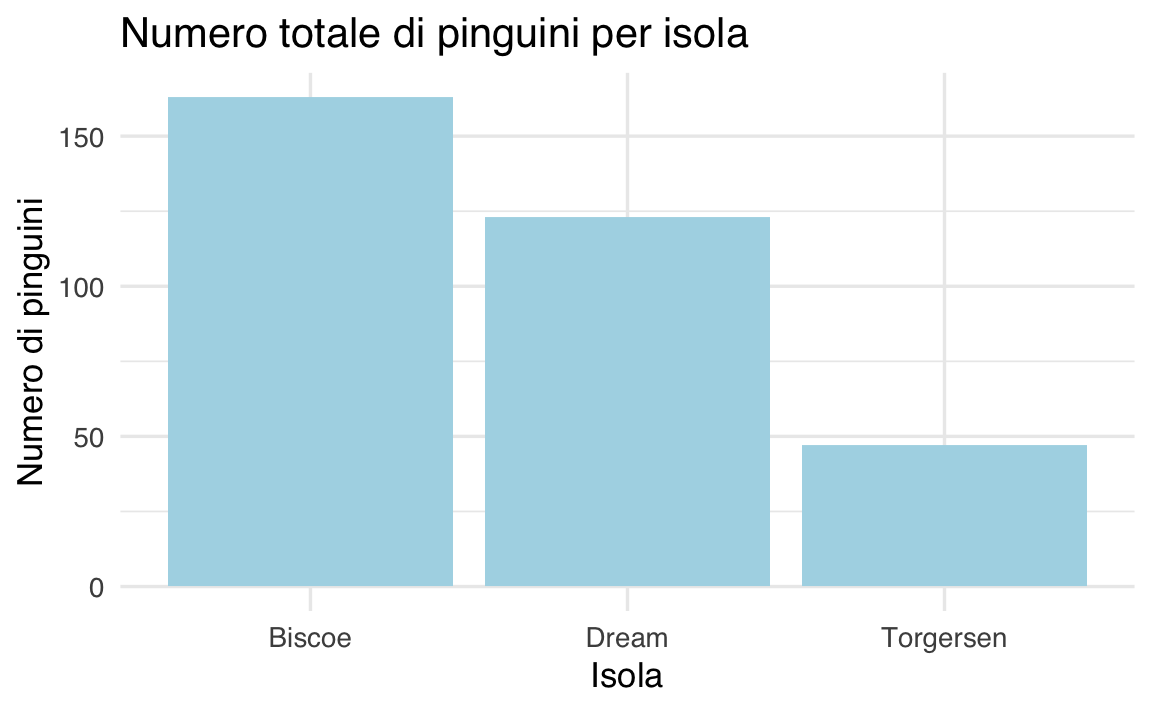 Numero totale di pinguini per isola
Numero di pinguini
150
100
50
0
Biscoe Dream Torgersen
Isola